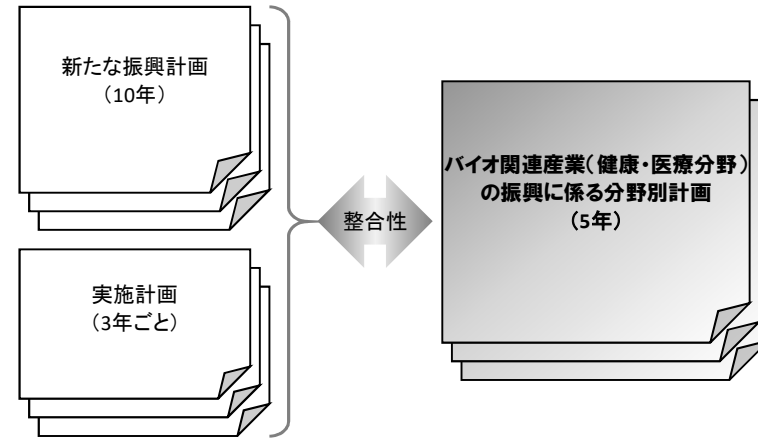 新たな振興計画
（10年）
実施計画
（3年ごと）
整合性
バイオ関連産業（健康・医療分野）
の振興に係る分野別計画
（5年）